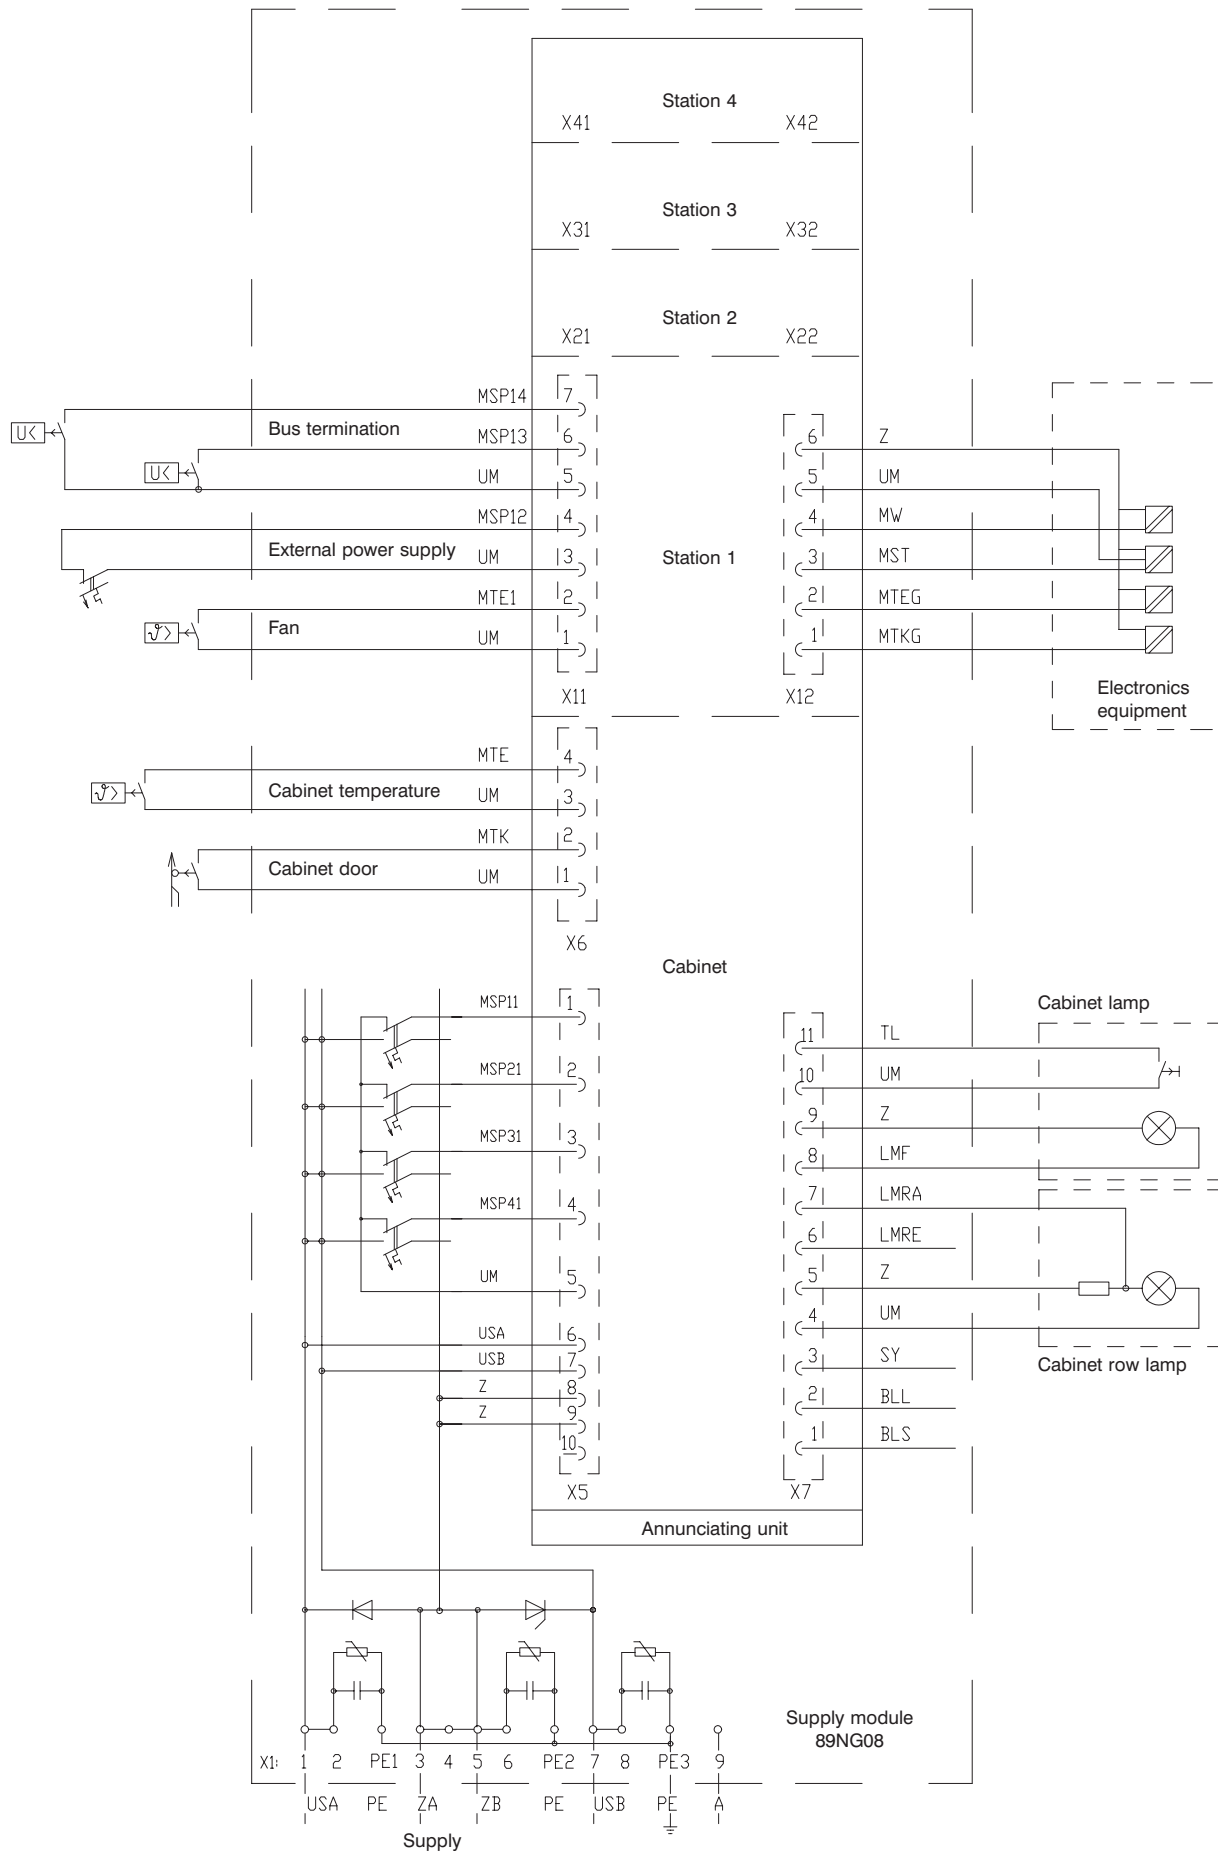 Station 4
X41 X42
Station 3
X31 X32
Station 2
X21 X22
MSP14 7
U<
Bus termination
MSP13 6
6 Z
U<
UM 5
5 UM
MSP12 4
4 MW
External power supply
UM 3
Station 1
3 MST
MTE1 2
2 MTEG
ϑ>
Fan
UM 1
1 MTKG
X11 X12
Electronics
equipment
MTE 4
ϑ>
Cabinet temperature
UM 3
MTK 2
Cabinet door
UM 1
X6
Cabinet
MSP11 1
Cabinet lamp
11 TL
MSP21 2
10 UM
9 Z
MSP31 3
8 LMF
MSP41 4
7 LMRA
6 LMRE
UM 5
5 Z
4 UM
USA 6
3 SY
USB 7
Cabinet row lamp
Z 8
2 BLL
Z 9
1 BLS
10
X5 X7
Annunciating unit
Supply module
89NG08
X1: 1 2 PE1 3 4 5 6 PE2 7 8 PE3 9
USA PE ZA ZB PE USB PE A
Supply